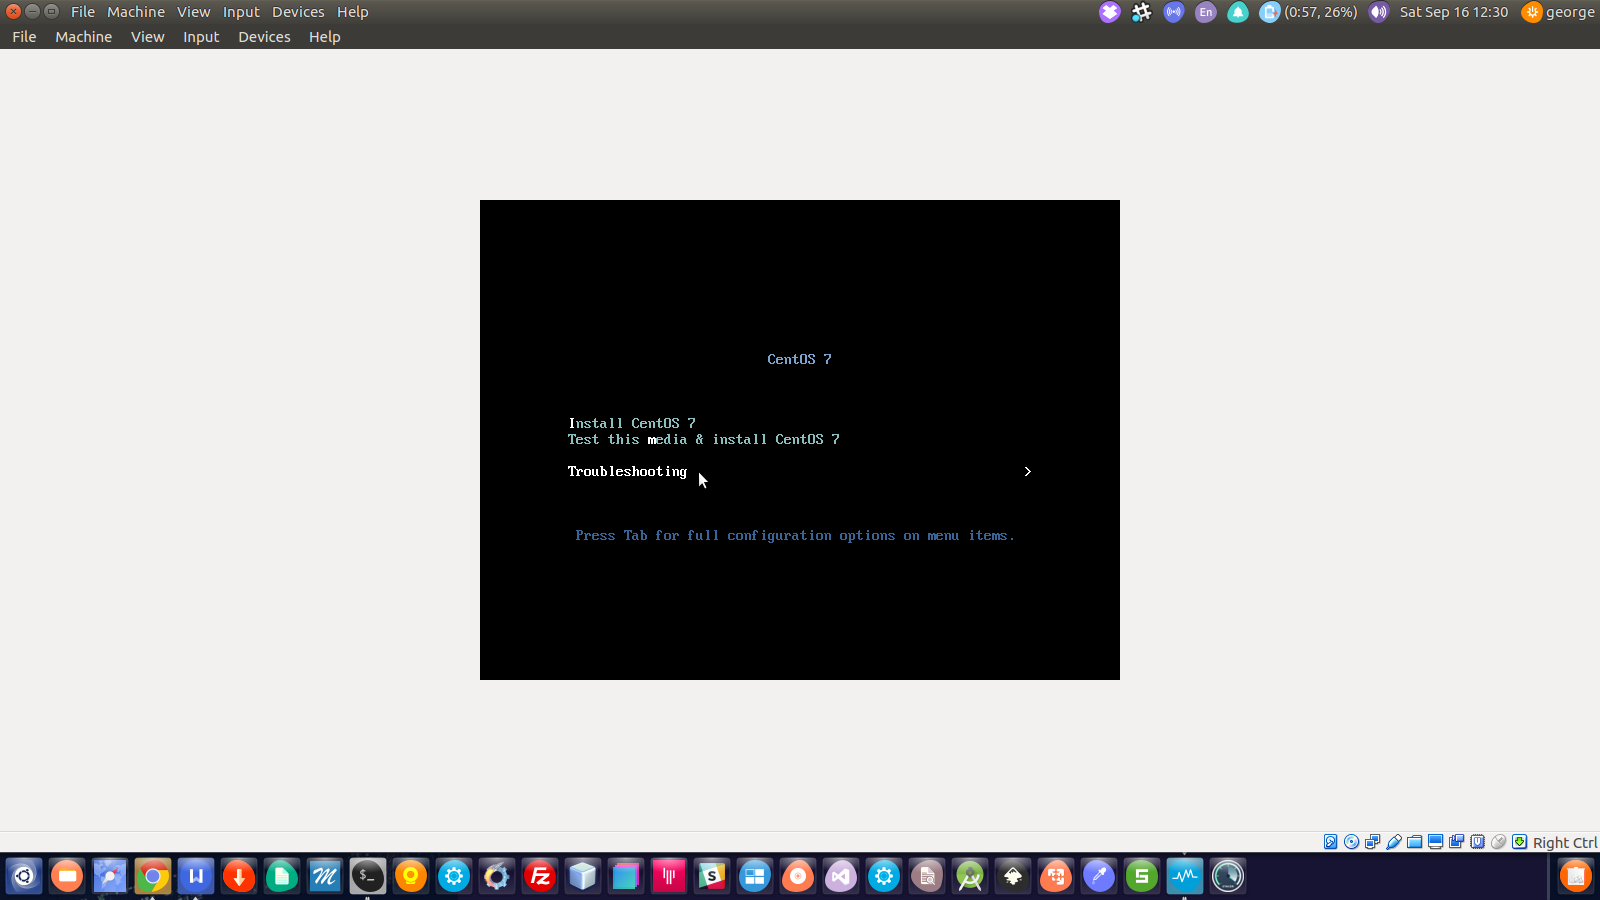 File Machine View Input Devices Help En (0:57, 26%) Sat Sep 16 12:30 george
File Machine View Input Devices Help
CentOS 7
Install CentOS 7
Test this media & install CentOS 7
Troubleshooting >
Press Tab for full configuration options on menu items.
Right Ctrl
W M >_ FZ S S